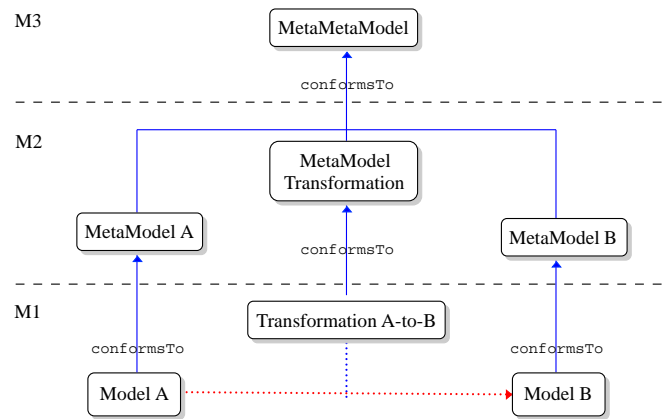 M3
MetaMetaModel
conformsTo
M2
MetaModel
Transformation
MetaModel A
MetaModel B
conformsTo
M1
Transformation A-to-B
conformsTo
conformsTo
Model A
Model B